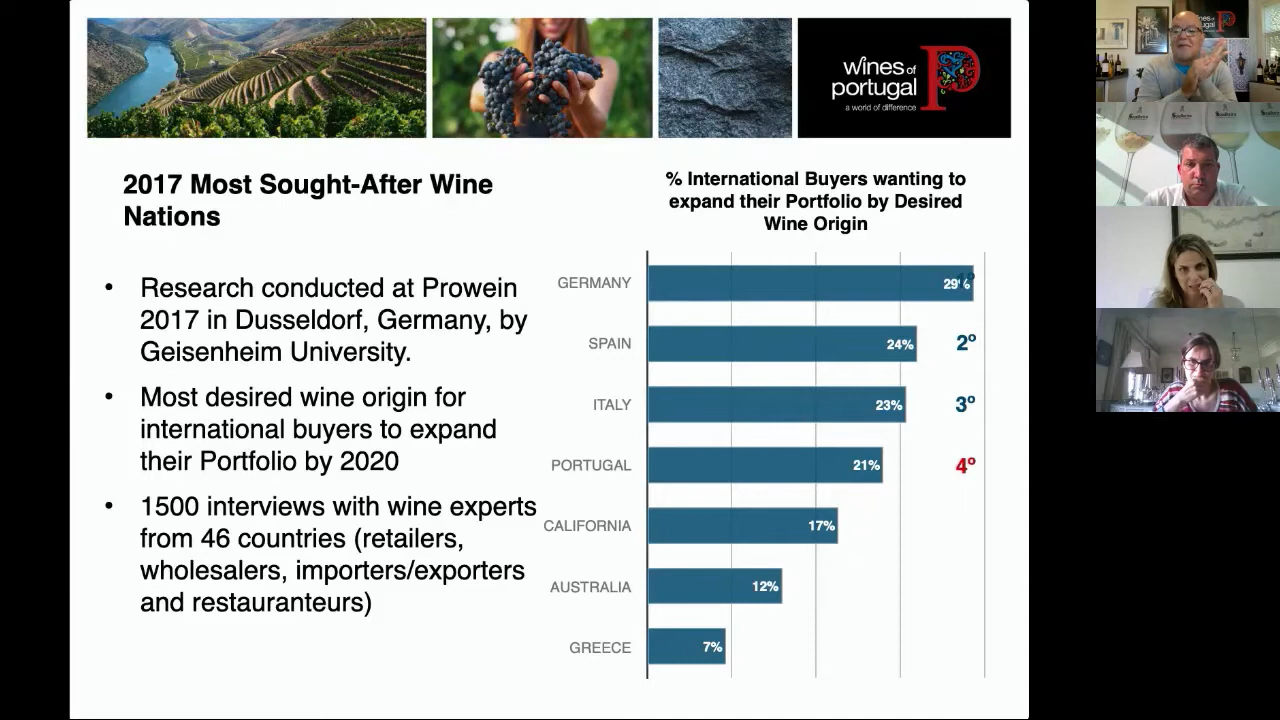 wines of
portugal
a world of difference
2017 Most Sought-After Wine
Nations
• Research conducted at Prowein
2017 in Dusseldorf, Germany, by
Geisenheim University.
• Most desired wine origin for
international buyers to expand
their Portfolio by 2020
• 1500 interviews with wine experts
from 46 countries (retailers,
wholesalers, importers/exporters
and restauranteurs)
% International Buyers wanting to
expand their Portfolio by Desired
Wine Origin
GERMANY 29% 1º
SPAIN 24% 2º
ITALY 23% 3º
PORTUGAL 21% 4º
CALIFORNIA 17%
AUSTRALIA 12%
GREECE 7%